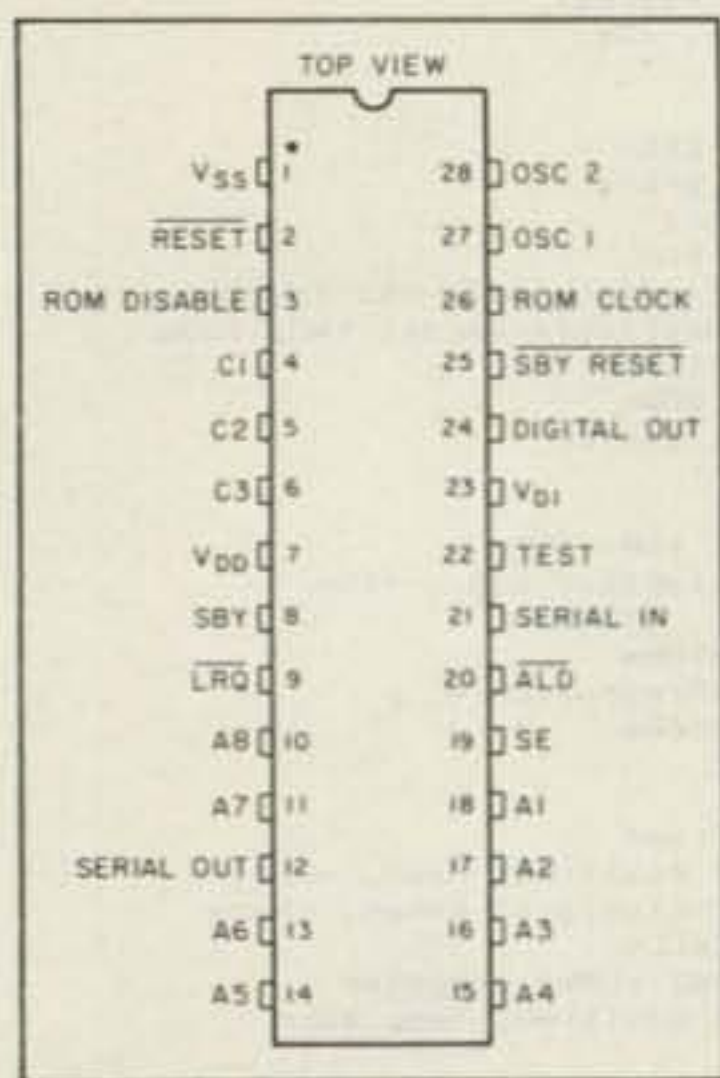 TOP VIEW
VSS 1 28 OSC 2
RESET 2 27 OSC 1
ROM DISABLE 3 26 ROM CLOCK
C1 4 25 SBY RESET
C2 5 24 DIGITAL OUT
C3 6 23 VD1
VDD 7 22 TEST
SBY 8 21 SERIAL IN
LRQ 9 20 ALD
A8 10 19 SE
A7 11 18 A1
SERIAL OUT 12 17 A2
A6 13 16 A3
A5 14 15 A4